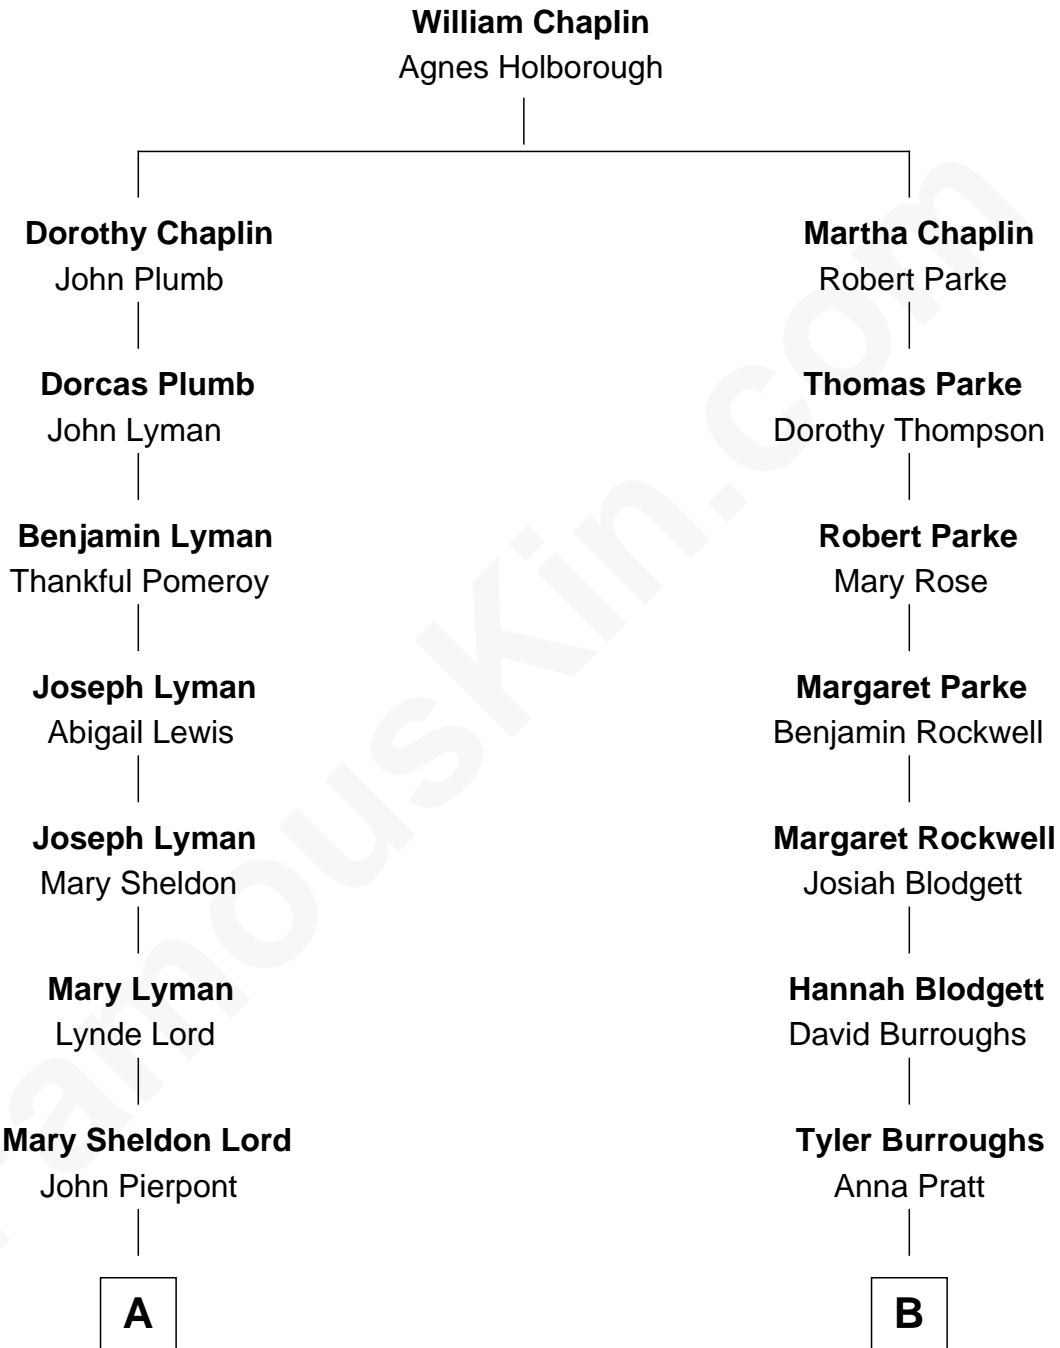 William Chaplin
Agnes Holborough
Dorothy Chaplin
John Plumb
Martha Chaplin
Robert Parke
Dorcas Plumb
John Lyman
Thomas Parke
Dorothy Thompson
Benjamin Lyman
Thankful Pomeroy
Robert Parke
Mary Rose
Joseph Lyman
Abigail Lewis
Margaret Parke
Benjamin Rockwell
Joseph Lyman
Mary Sheldon
Margaret Rockwell
Josiah Blodgett
Mary Lyman
Lynde Lord
Hannah Blodgett
David Burroughs
Mary Sheldon Lord
John Pierpont
Tyler Burroughs
Anna Pratt
A
B
FamousKin.com